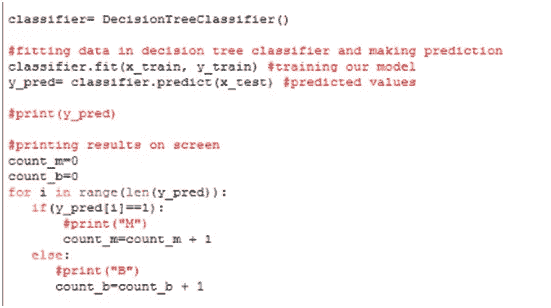 classifier= DecisionTreeClassifier()
#fitting data in decision tree classifier and making prediction
classifier.fit(x_train, y_train) #training our model
y_pred= classifier.predict(x_test) #predicted values
#print(y_pred)
#printing results on screen
count_m=0
count_b=0
for i in range(len(y_pred)):
    if(y_pred[i]==1):
        #print("M")
        count_m=count_m + 1
    else:
        #print("B")
        count_b=count_b + 1